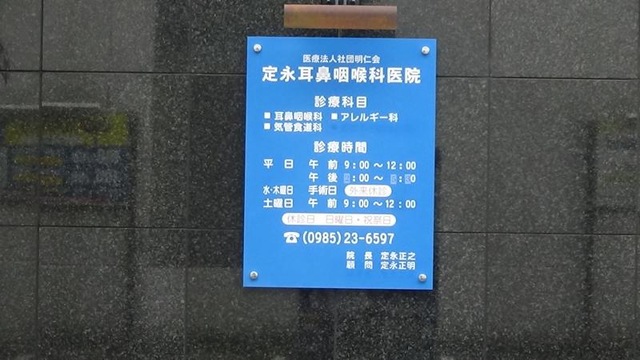 医療法人社団明仁会
定永耳鼻咽喉科医院
診療科目
■ 耳鼻咽喉科 ■ アレルギー科
■ 気管食道科
診療時間
平日 午前 9:00〜12:00
午後 :00〜 :
水・木曜日 手術日 外来休診
土曜日 午前 9:00〜12:00
休診日 日曜日・祝祭日
☎(0985)23-6597
院長 定永正之
顧問 定永正明